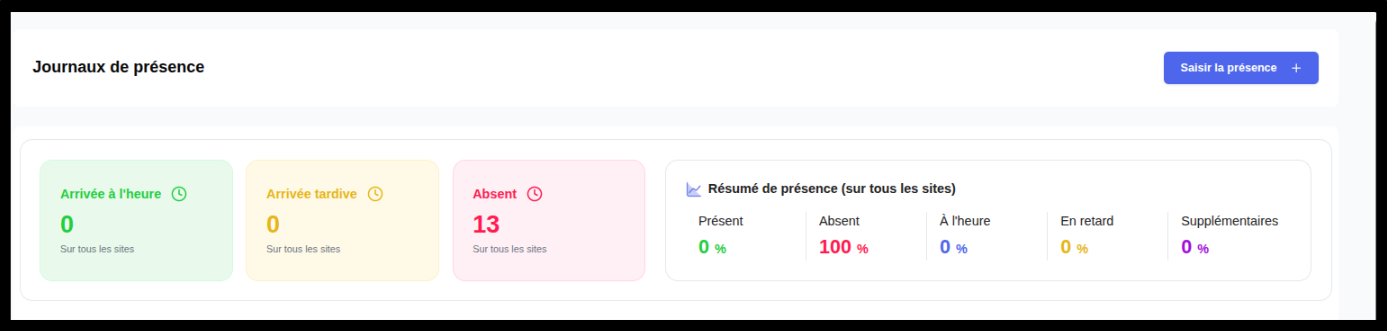 Journaux de présence
Saisir la présence +
Arrivée à l'heure
0
Sur tous les sites
Arrivée tardive
0
Sur tous les sites
Absent
13
Sur tous les sites
Résumé de présence (sur tous les sites)
Présent
0 %
Absent
100 %
À l'heure
0 %
En retard
0 %
Supplémentaires
0 %